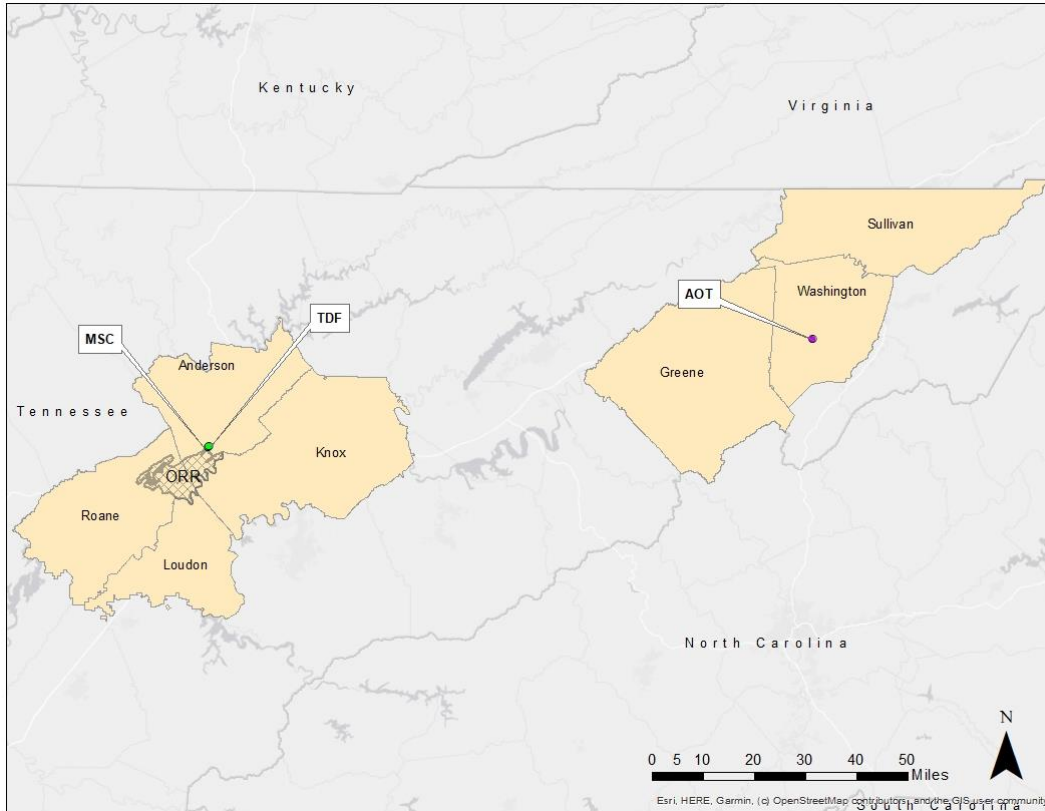 Kentucky
Virginia
Sullivan
Washington
AOT
TDF
MSC
Anderson
Greene
Tennessee
Knox
ORR
Roane
Loudon
North Carolina
N
0 5 10 20 30 40 50
Miles
Esri, HERE, Garmin, (c) OpenStreetMap contributors, and the GIS user community
South Carolina